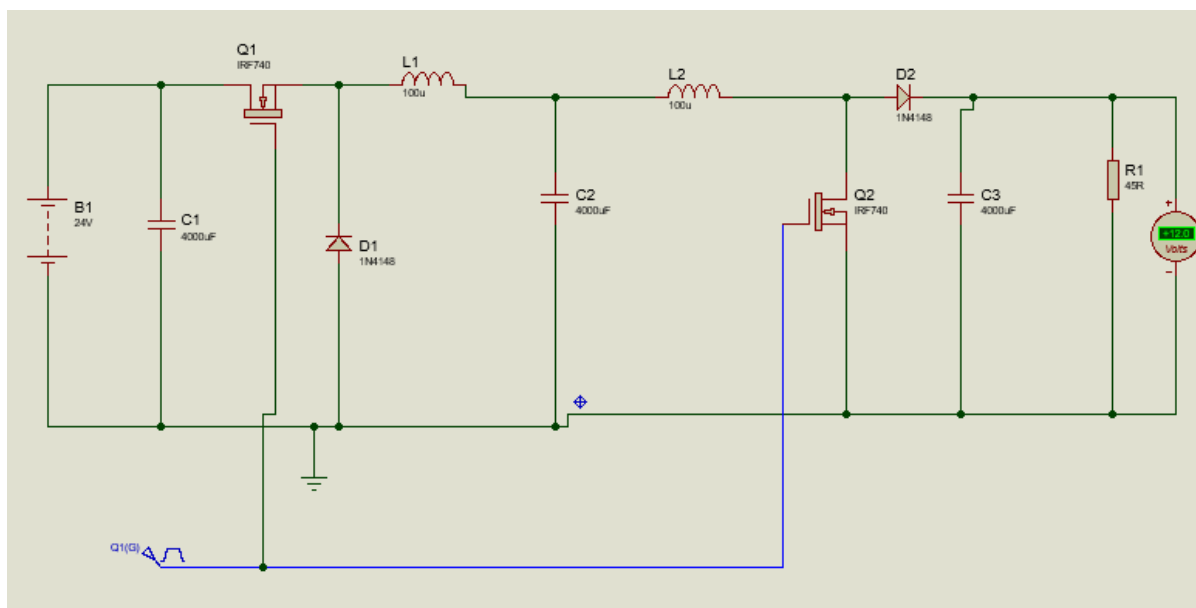 Q1
IRF740
L1
100u
L2
100u
D2
1N4148
B1
24V
C1
4000uF
D1
1N4148
C2
4000uF
Q2
IRF740
C3
4000uF
R1
45R
+
+12.0
Volts
-
Q1(G)